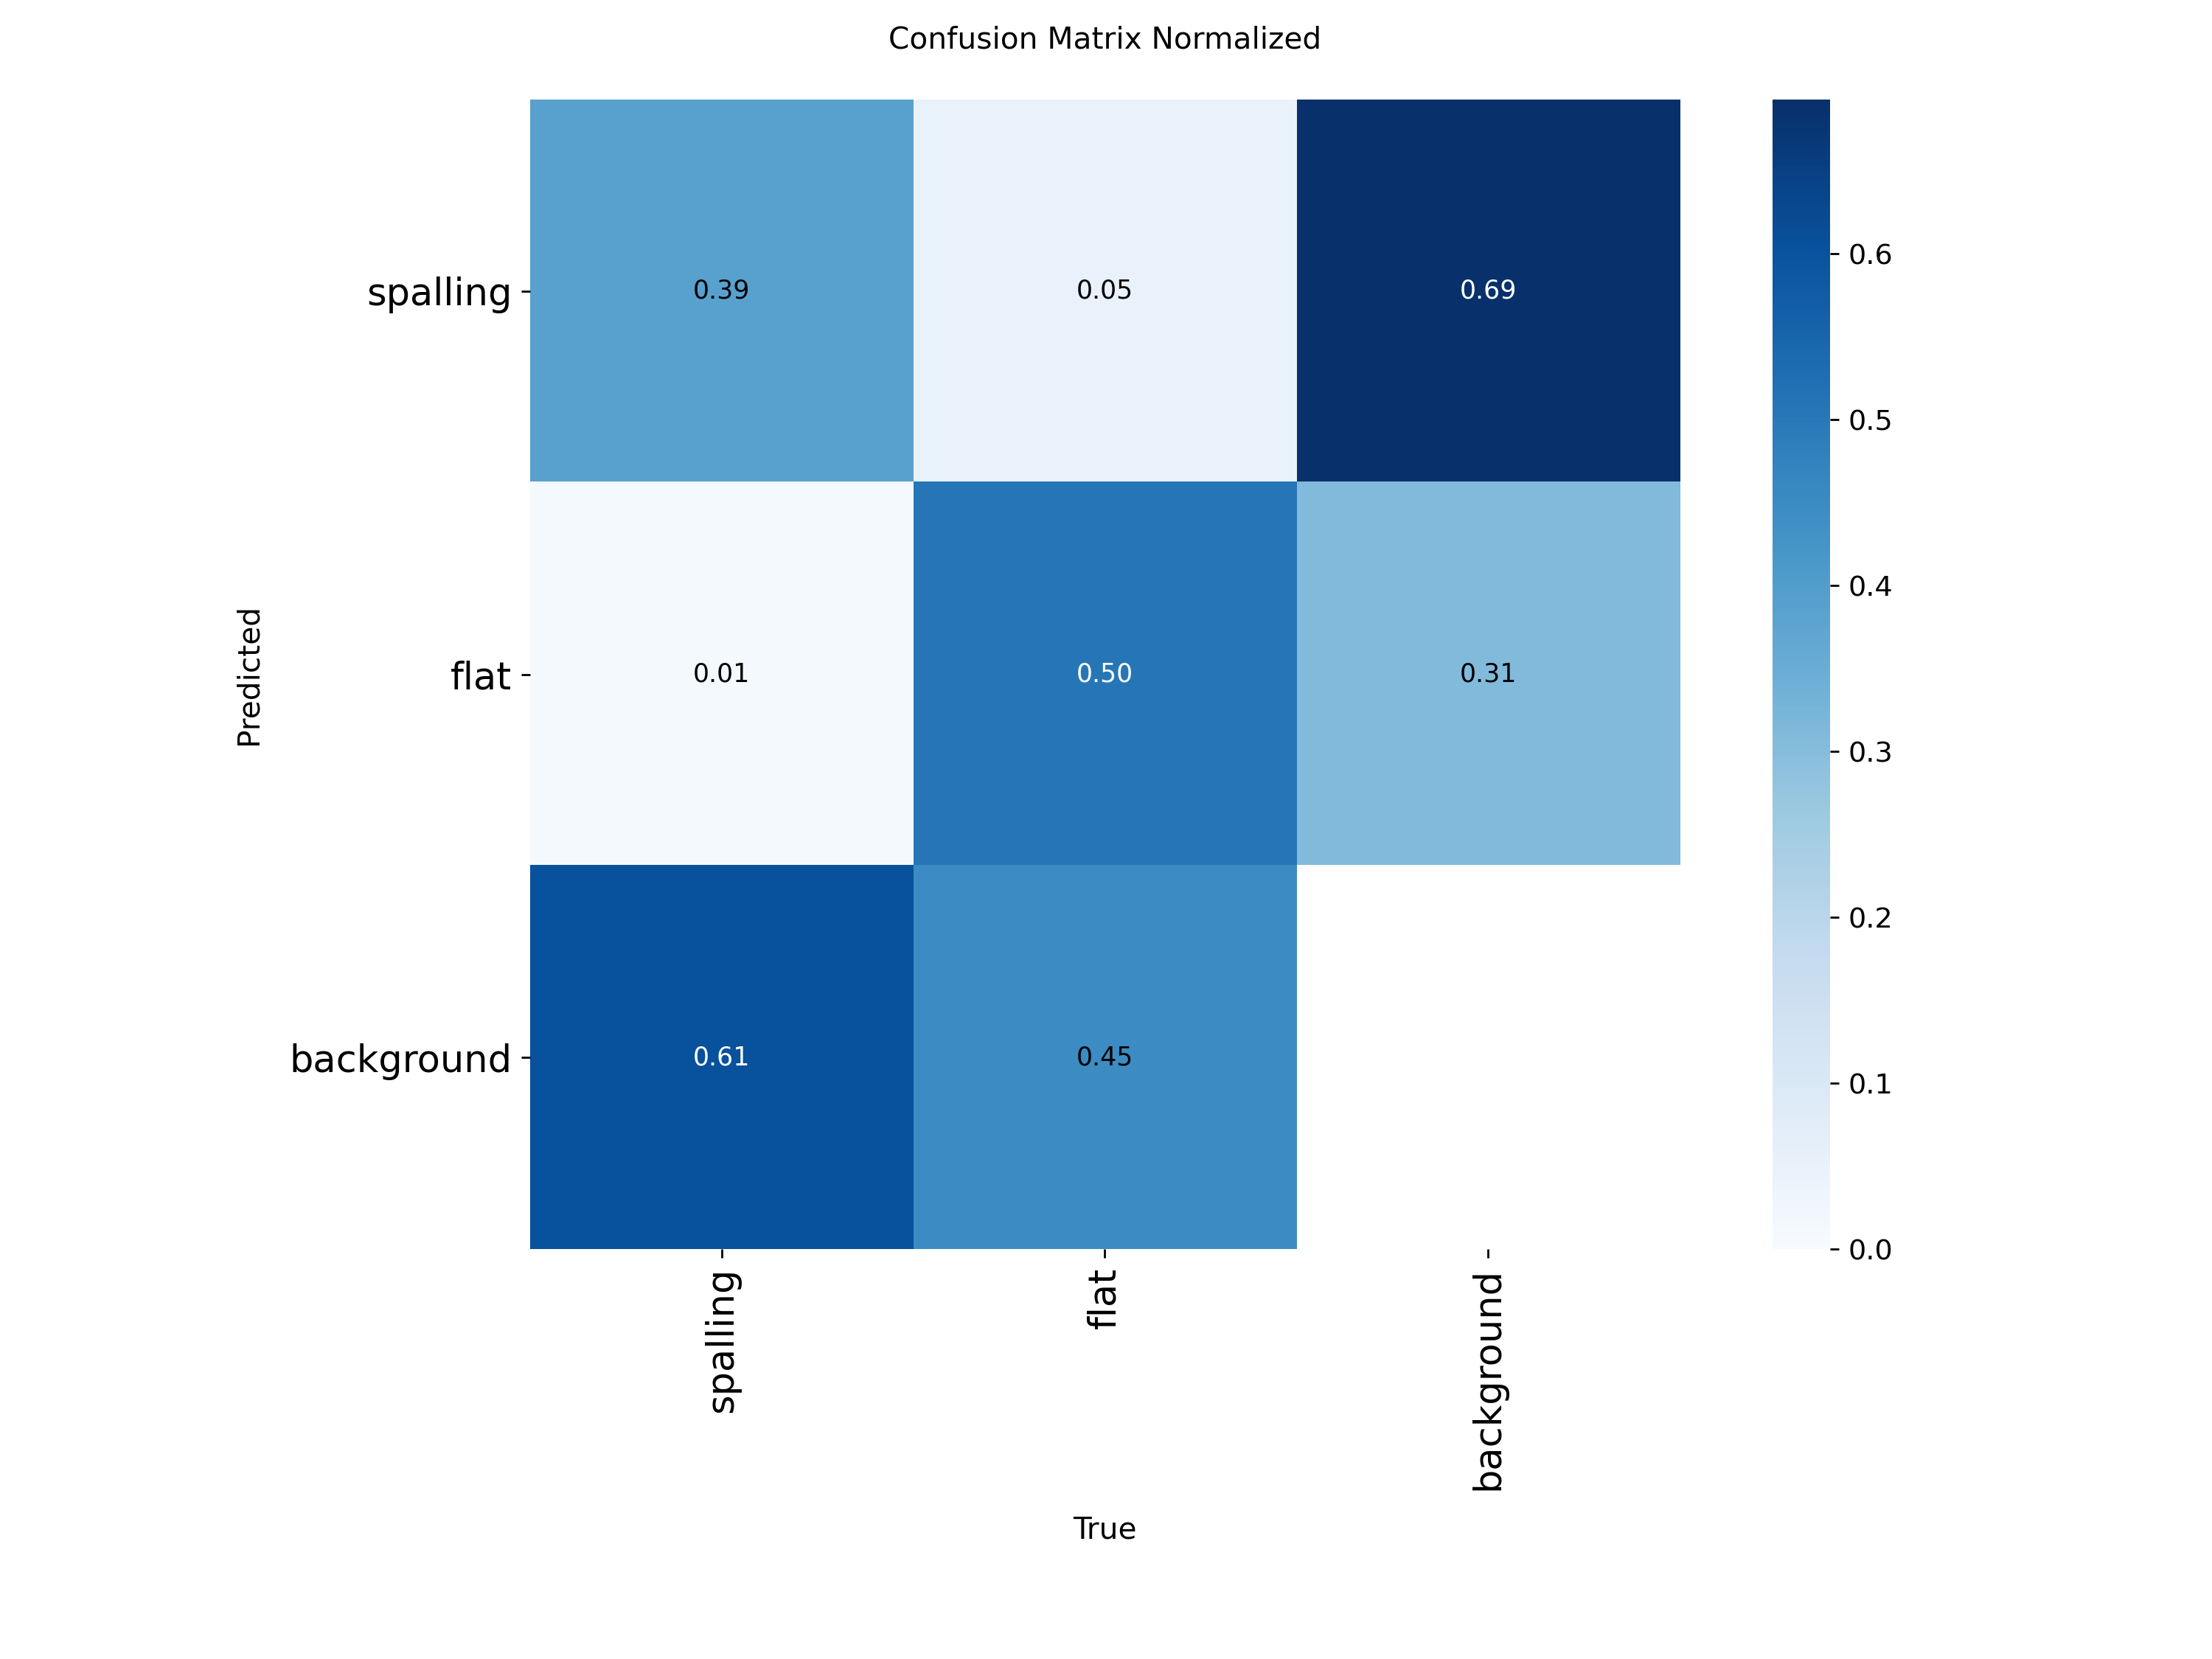 Confusion Matrix Normalized
Predicted
spalling
0.39
0.05
0.69
flat
0.01
0.50
0.31
background
0.61
0.45
spalling
flat
background
True
0.6
0.5
0.4
0.3
0.2
0.1
0.0